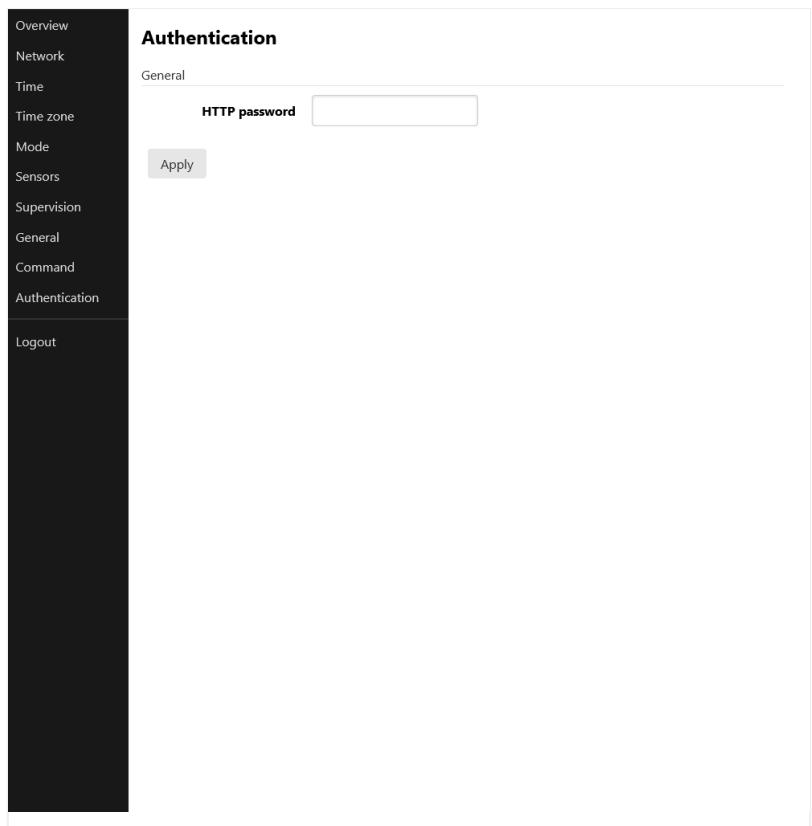 Overview
Network
Time
Time zone
Mode
Sensors
Supervision
General
Command
Authentication
Logout
Authentication
General
HTTP password
Apply